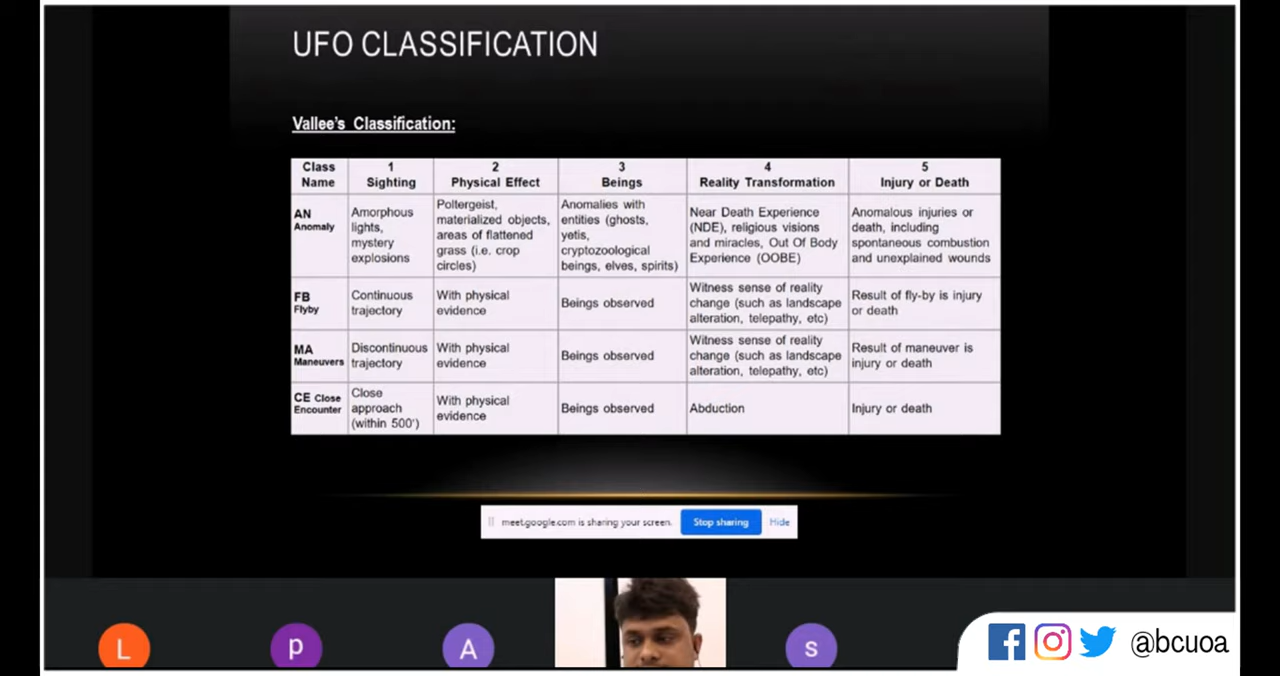 UFO CLASSIFICATION
Vallee's Classification:
Class Name
1 Sighting
2 Physical Effect
3 Beings
4 Reality Transformation
5 Injury or Death
AN Anomaly
Amorphous lights, mystery explosions
Poltergeist, materialized objects, areas of flattened grass (i.e. crop circles)
Anomalies with entities (ghosts, yetis, cryptozoological beings, elves, spirits)
Near Death Experience (NDE), religious visions and miracles, Out Of Body Experience (OOBE)
Anomalous injuries or death, including spontaneous combustion and unexplained wounds
FB Flyby
Continuous trajectory
With physical evidence
Beings observed
Witness sense of reality change (such as landscape alteration, telepathy, etc)
Result of fly-by is injury or death
MA Maneuvers
Discontinuous trajectory
With physical evidence
Beings observed
Witness sense of reality change (such as landscape alteration, telepathy, etc)
Result of maneuver is injury or death
CE Close Encounter
Close approach (within 500')
With physical evidence
Beings observed
Abduction
Injury or death
meet.google.com is sharing your screen.
Stop sharing
Hide
L
p
A
s
@bcuoa